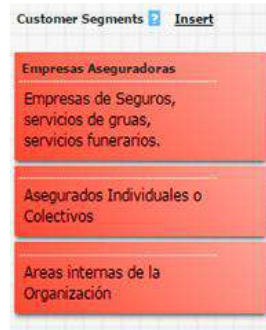 Customer Segments ? Insert
Empresas Aseguradoras
Empresas de Seguros,
servicios de gruas,
servicios funerarios.
Asegurados Individuales o
Colectivos
Areas internas de la
Organización